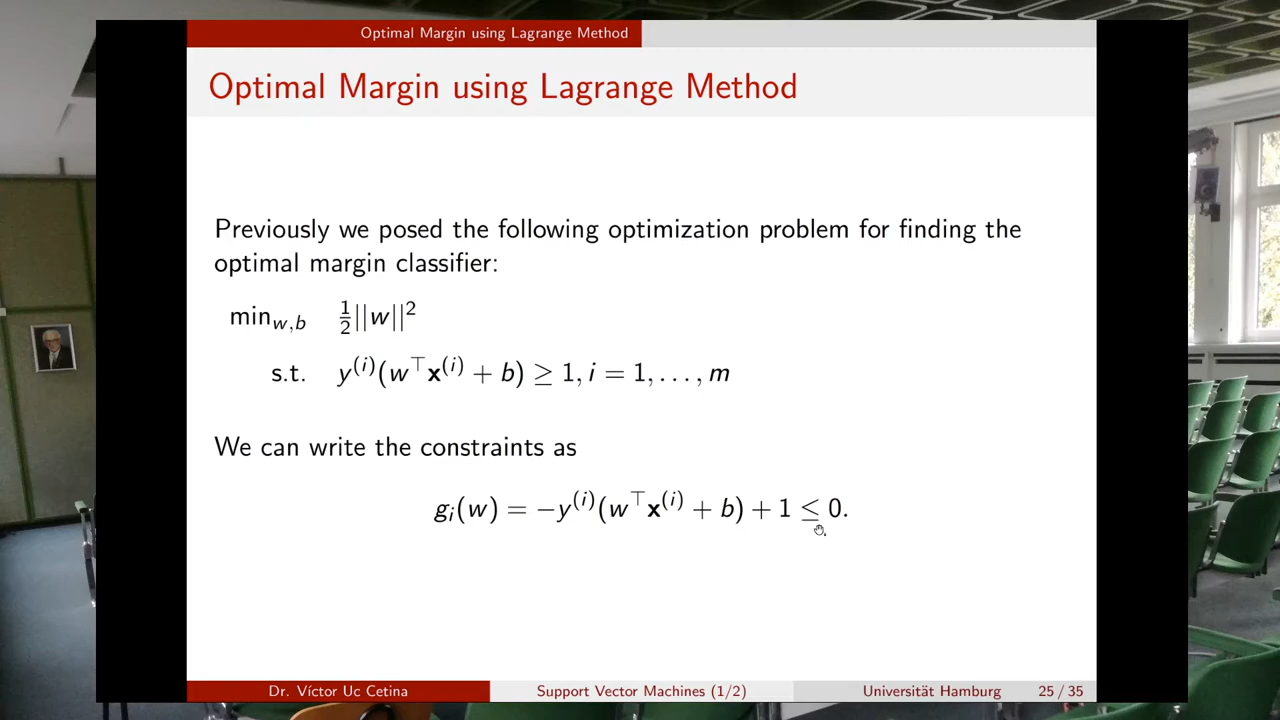 Optimal Margin using Lagrange Method
Optimal Margin using Lagrange Method
Previously we posed the following optimization problem for finding the
optimal margin classifier:
min_{w,b} ½||w||²
s.t. y^{(i)}(w^⊤x^{(i)} + b) ≥ 1, i = 1, . . . , m
We can write the constraints as
g_i(w) = −y^{(i)}(w^⊤x^{(i)} + b) + 1 ≤ 0.
Dr. Víctor Uc Cetina Support Vector Machines (1/2) Universität Hamburg 25 / 35